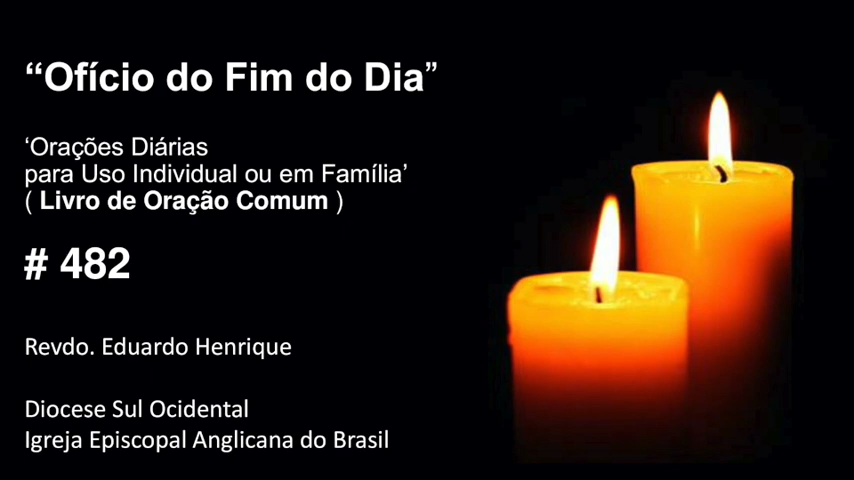 “Ofício do Fim do Dia”
‘Orações Diárias
para Uso Individual ou em Família’
( Livro de Oração Comum )
# 482
Revdo. Eduardo Henrique
Diocese Sul Ocidental
Igreja Episcopal Anglicana do Brasil